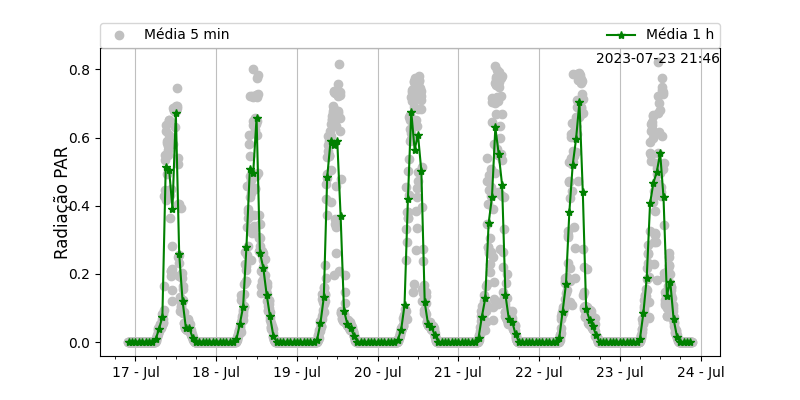 Média 5 min
Média 1 h
2023-07-23 21:46
Radiação PAR
0.8
0.6
0.4
0.2
0.0
17 - Jul
18 - Jul
19 - Jul
20 - Jul
21 - Jul
22 - Jul
23 - Jul
24 - Jul